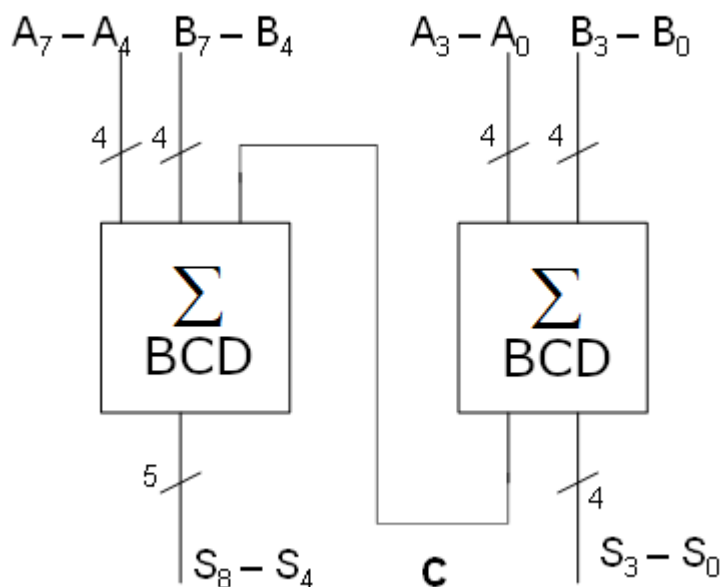 A₇ – A₄ B₇ – B₄ A₃ – A₀ B₃ – B₀
4 4 4 4
Σ Σ
BCD BCD
5 4
S₈ – S₄ C S₃ – S₀